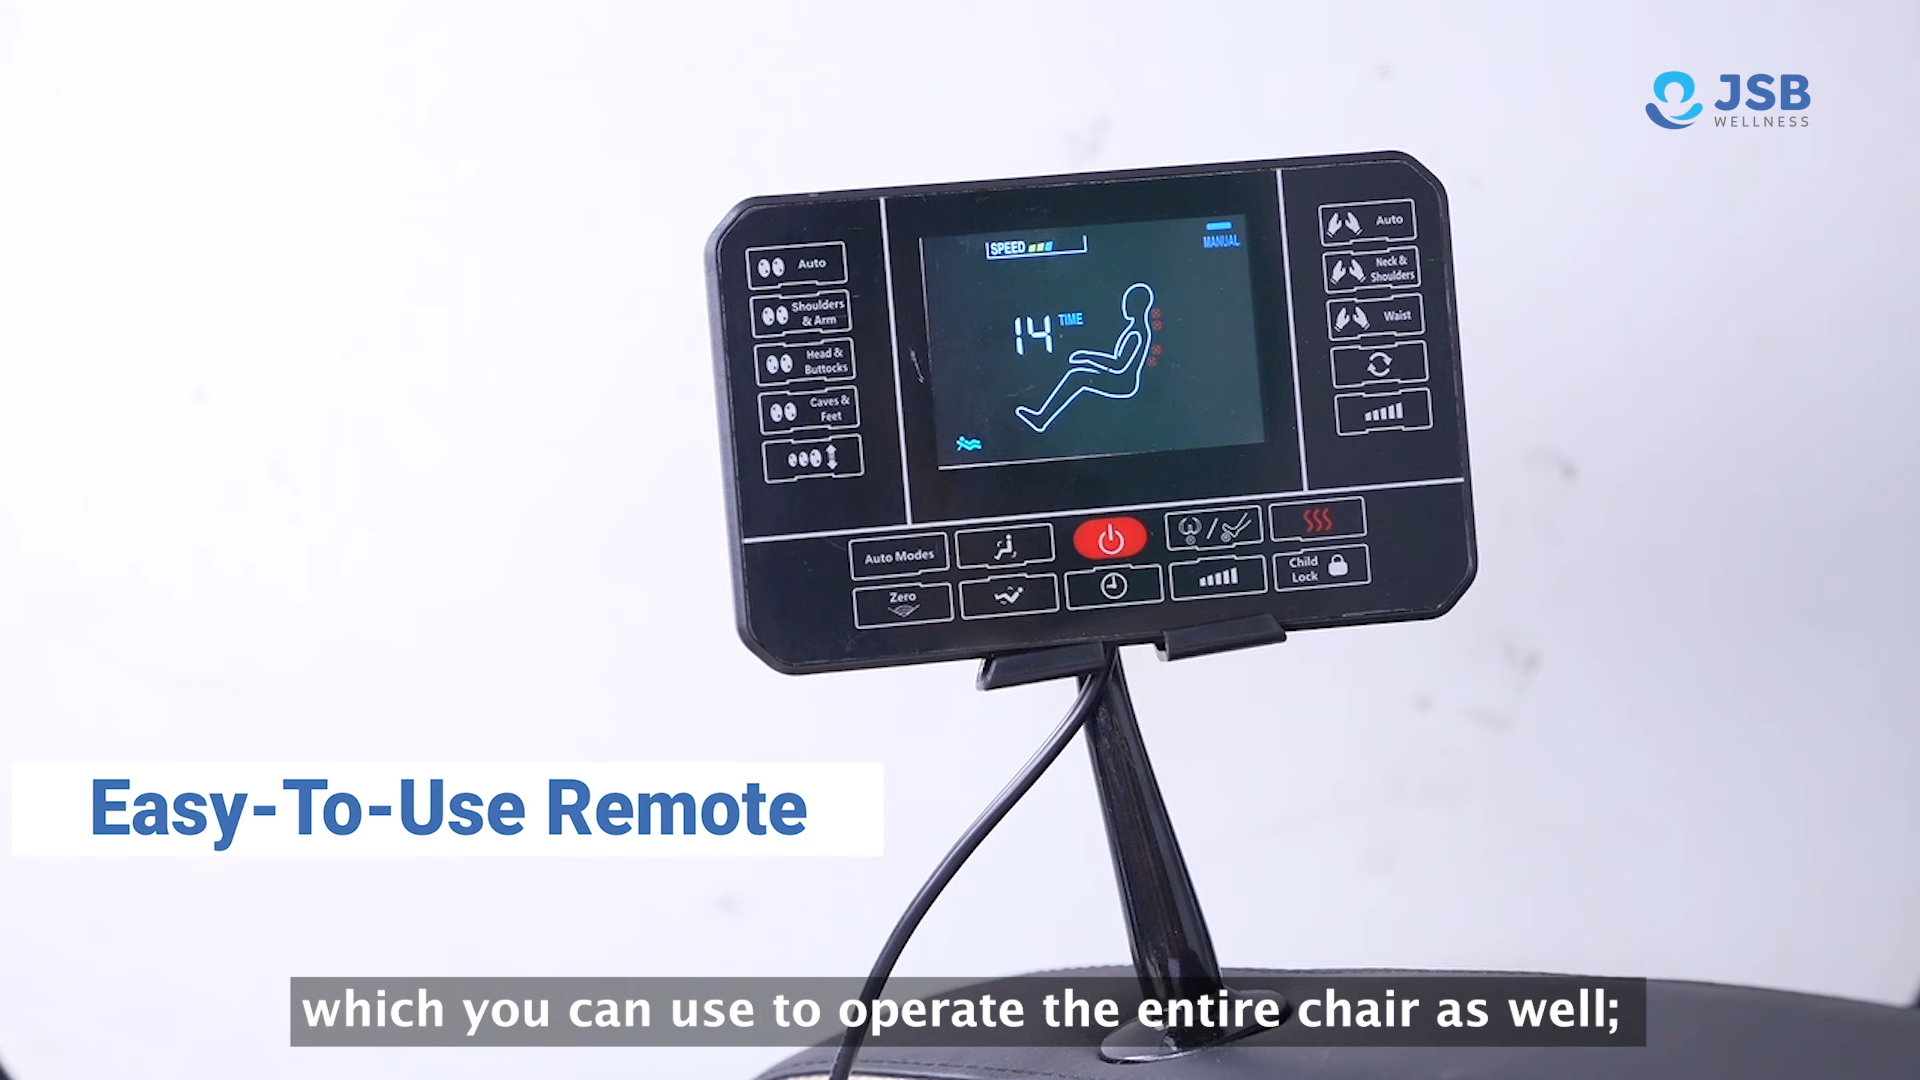 JSB
WELLNESS
Auto
Shoulders
& Arm
Head &
Buttocks
Caves &
Feet
SPEED
MANUAL
14 TIME
Auto
Neck &
Shoulders
Waist
Auto Modes
Zero
Child
Lock
Easy-To-Use Remote
which you can use to operate the entire chair as well;